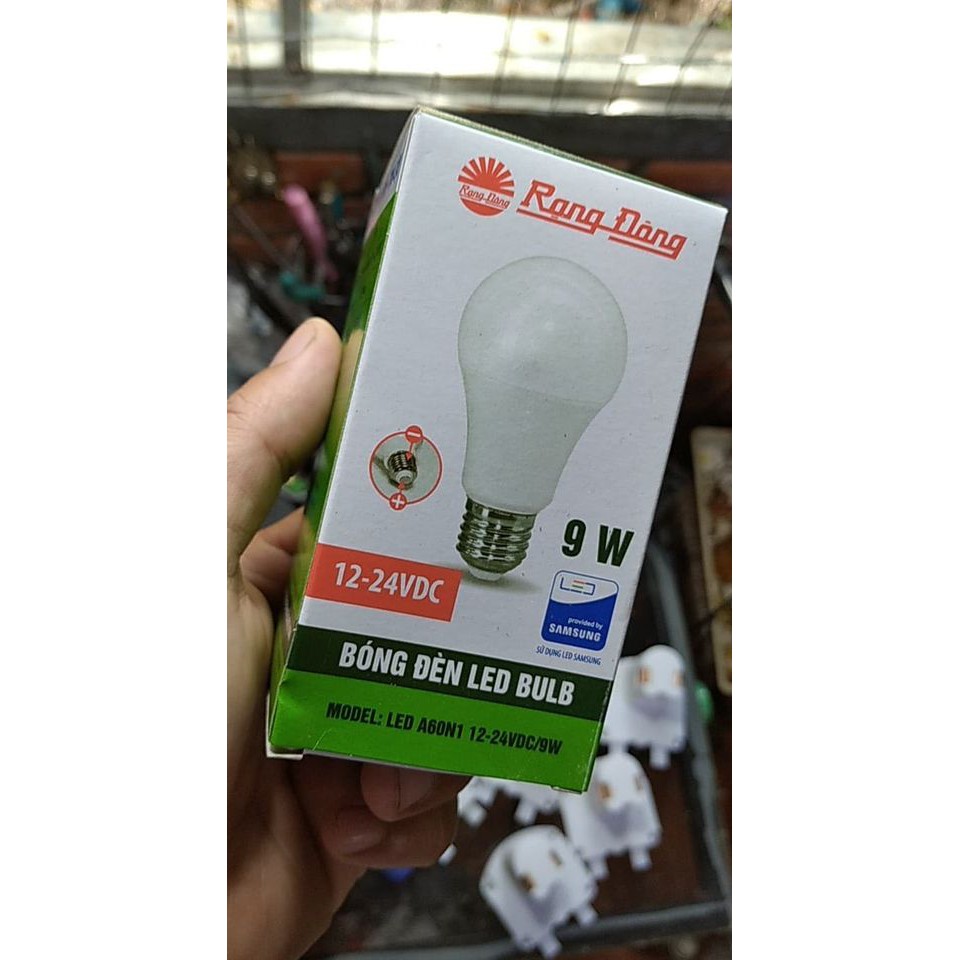 Rạng Đông
Rạng Đông
9 W
12-24VDC
LED
provided by
SAMSUNG
SỬ DỤNG LED SAMSUNG
BÓNG ĐÈN LED BULB
MODEL: LED A60N1 12-24VDC/9W